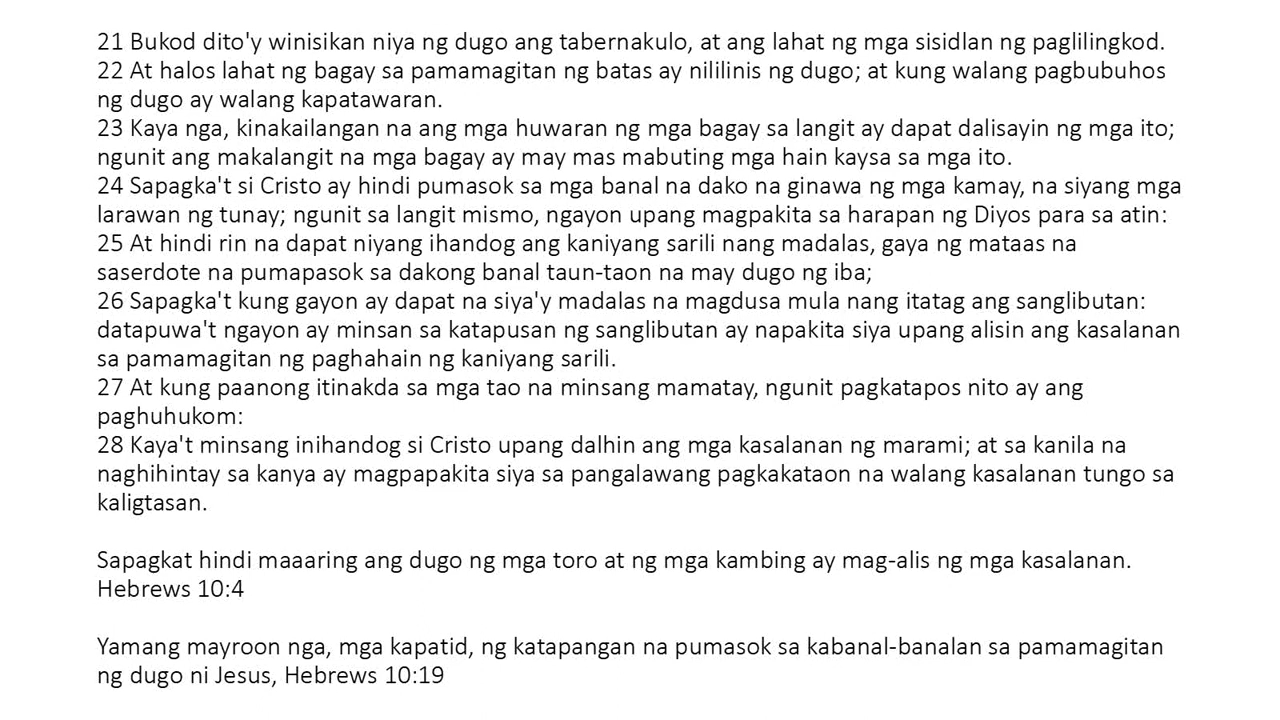 21 Bukod dito'y winisikan niya ng dugo ang tabernakulo, at ang lahat ng mga sisidlan ng paglilingkod.
22 At halos lahat ng bagay sa pamamagitan ng batas ay nililinis ng dugo; at kung walang pagbubuhos
ng dugo ay walang kapatawaran.
23 Kaya nga, kinakailangan na ang mga huwaran ng mga bagay sa langit ay dapat dalisayin ng mga ito;
ngunit ang makalangit na mga bagay ay may mas mabuting mga hain kaysa sa mga ito.
24 Sapagka't si Cristo ay hindi pumasok sa mga banal na dako na ginawa ng mga kamay, na siyang mga
larawan ng tunay; ngunit sa langit mismo, ngayon upang magpakita sa harapan ng Diyos para sa atin:
25 At hindi rin na dapat niyang ihandog ang kaniyang sarili nang madalas, gaya ng mataas na
saserdote na pumapasok sa dakong banal taun-taon na may dugo ng iba;
26 Sapagka't kung gayon ay dapat na siya'y madalas na magdusa mula nang itatag ang sanglibutan:
datapuwa't ngayon ay minsan sa katapusan ng sanglibutan ay napakita siya upang alisin ang kasalanan
sa pamamagitan ng paghahain ng kaniyang sarili.
27 At kung paanong itinakda sa mga tao na minsang mamatay, ngunit pagkatapos nito ay ang
paghuhukom:
28 Kaya't minsang inihandog si Cristo upang dalhin ang mga kasalanan ng marami; at sa kanila na
naghihintay sa kanya ay magpapakita siya sa pangalawang pagkakataon na walang kasalanan tungo sa
kaligtasan.
Sapagkat hindi maaaring ang dugo ng mga toro at ng mga kambing ay mag-alis ng mga kasalanan.
Hebrews 10:4
Yamang mayroon nga, mga kapatid, ng katapangan na pumasok sa kabanal-banalan sa pamamagitan
ng dugo ni Jesus, Hebrews 10:19